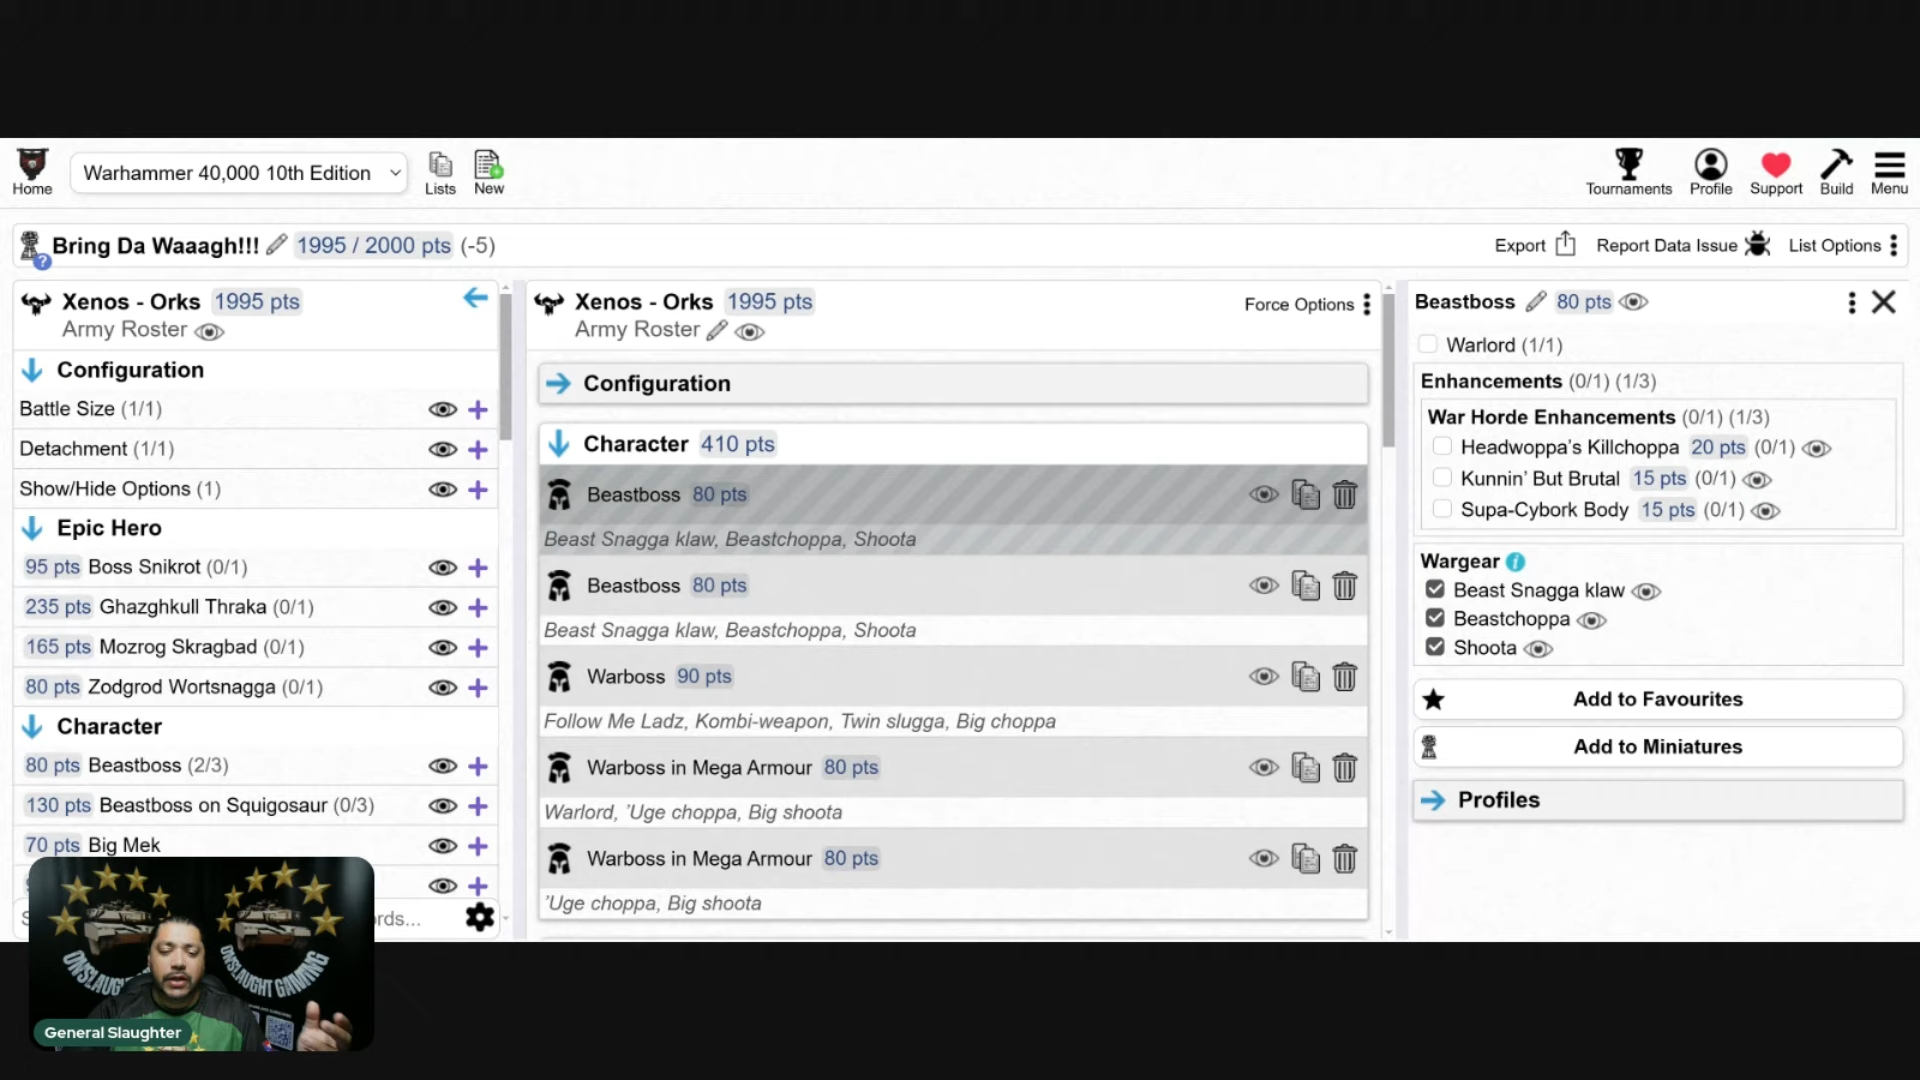 Home
Warhammer 40,000 10th Edition
Lists
New
Tournaments
Profile
Support
Build
Menu
Bring Da Waaagh!!! 1995 / 2000 pts (-5)
Export
Report Data Issue
List Options
Xenos - Orks 1995 pts
Army Roster
Configuration
Battle Size (1/1)
Detachment (1/1)
Show/Hide Options (1)
Epic Hero
95 pts Boss Snikrot (0/1)
235 pts Ghazghkull Thraka (0/1)
165 pts Mozrog Skragbad (0/1)
80 pts Zodgrod Wortsnagga (0/1)
Character
80 pts Beastboss (2/3)
130 pts Beastboss on Squigosaur (0/3)
70 pts Big Mek
Xenos - Orks 1995 pts
Force Options
Army Roster
Configuration
Character 410 pts
Beastboss 80 pts
Beast Snagga klaw, Beastchoppa, Shoota
Beastboss 80 pts
Beast Snagga klaw, Beastchoppa, Shoota
Warboss 90 pts
Follow Me Ladz, Kombi-weapon, Twin slugga, Big choppa
Warboss in Mega Armour 80 pts
Warlord, 'Uge choppa, Big shoota
Warboss in Mega Armour 80 pts
'Uge choppa, Big shoota
Beastboss 80 pts
Warlord (1/1)
Enhancements (0/1) (1/3)
War Horde Enhancements (0/1) (1/3)
Headwoppa's Killchoppa 20 pts (0/1)
Kunnin' But Brutal 15 pts (0/1)
Supa-Cybork Body 15 pts (0/1)
Wargear
Beast Snagga klaw
Beastchoppa
Shoota
Add to Favourites
Add to Miniatures
Profiles
ONSLAUGHT GAMING
General Slaughter